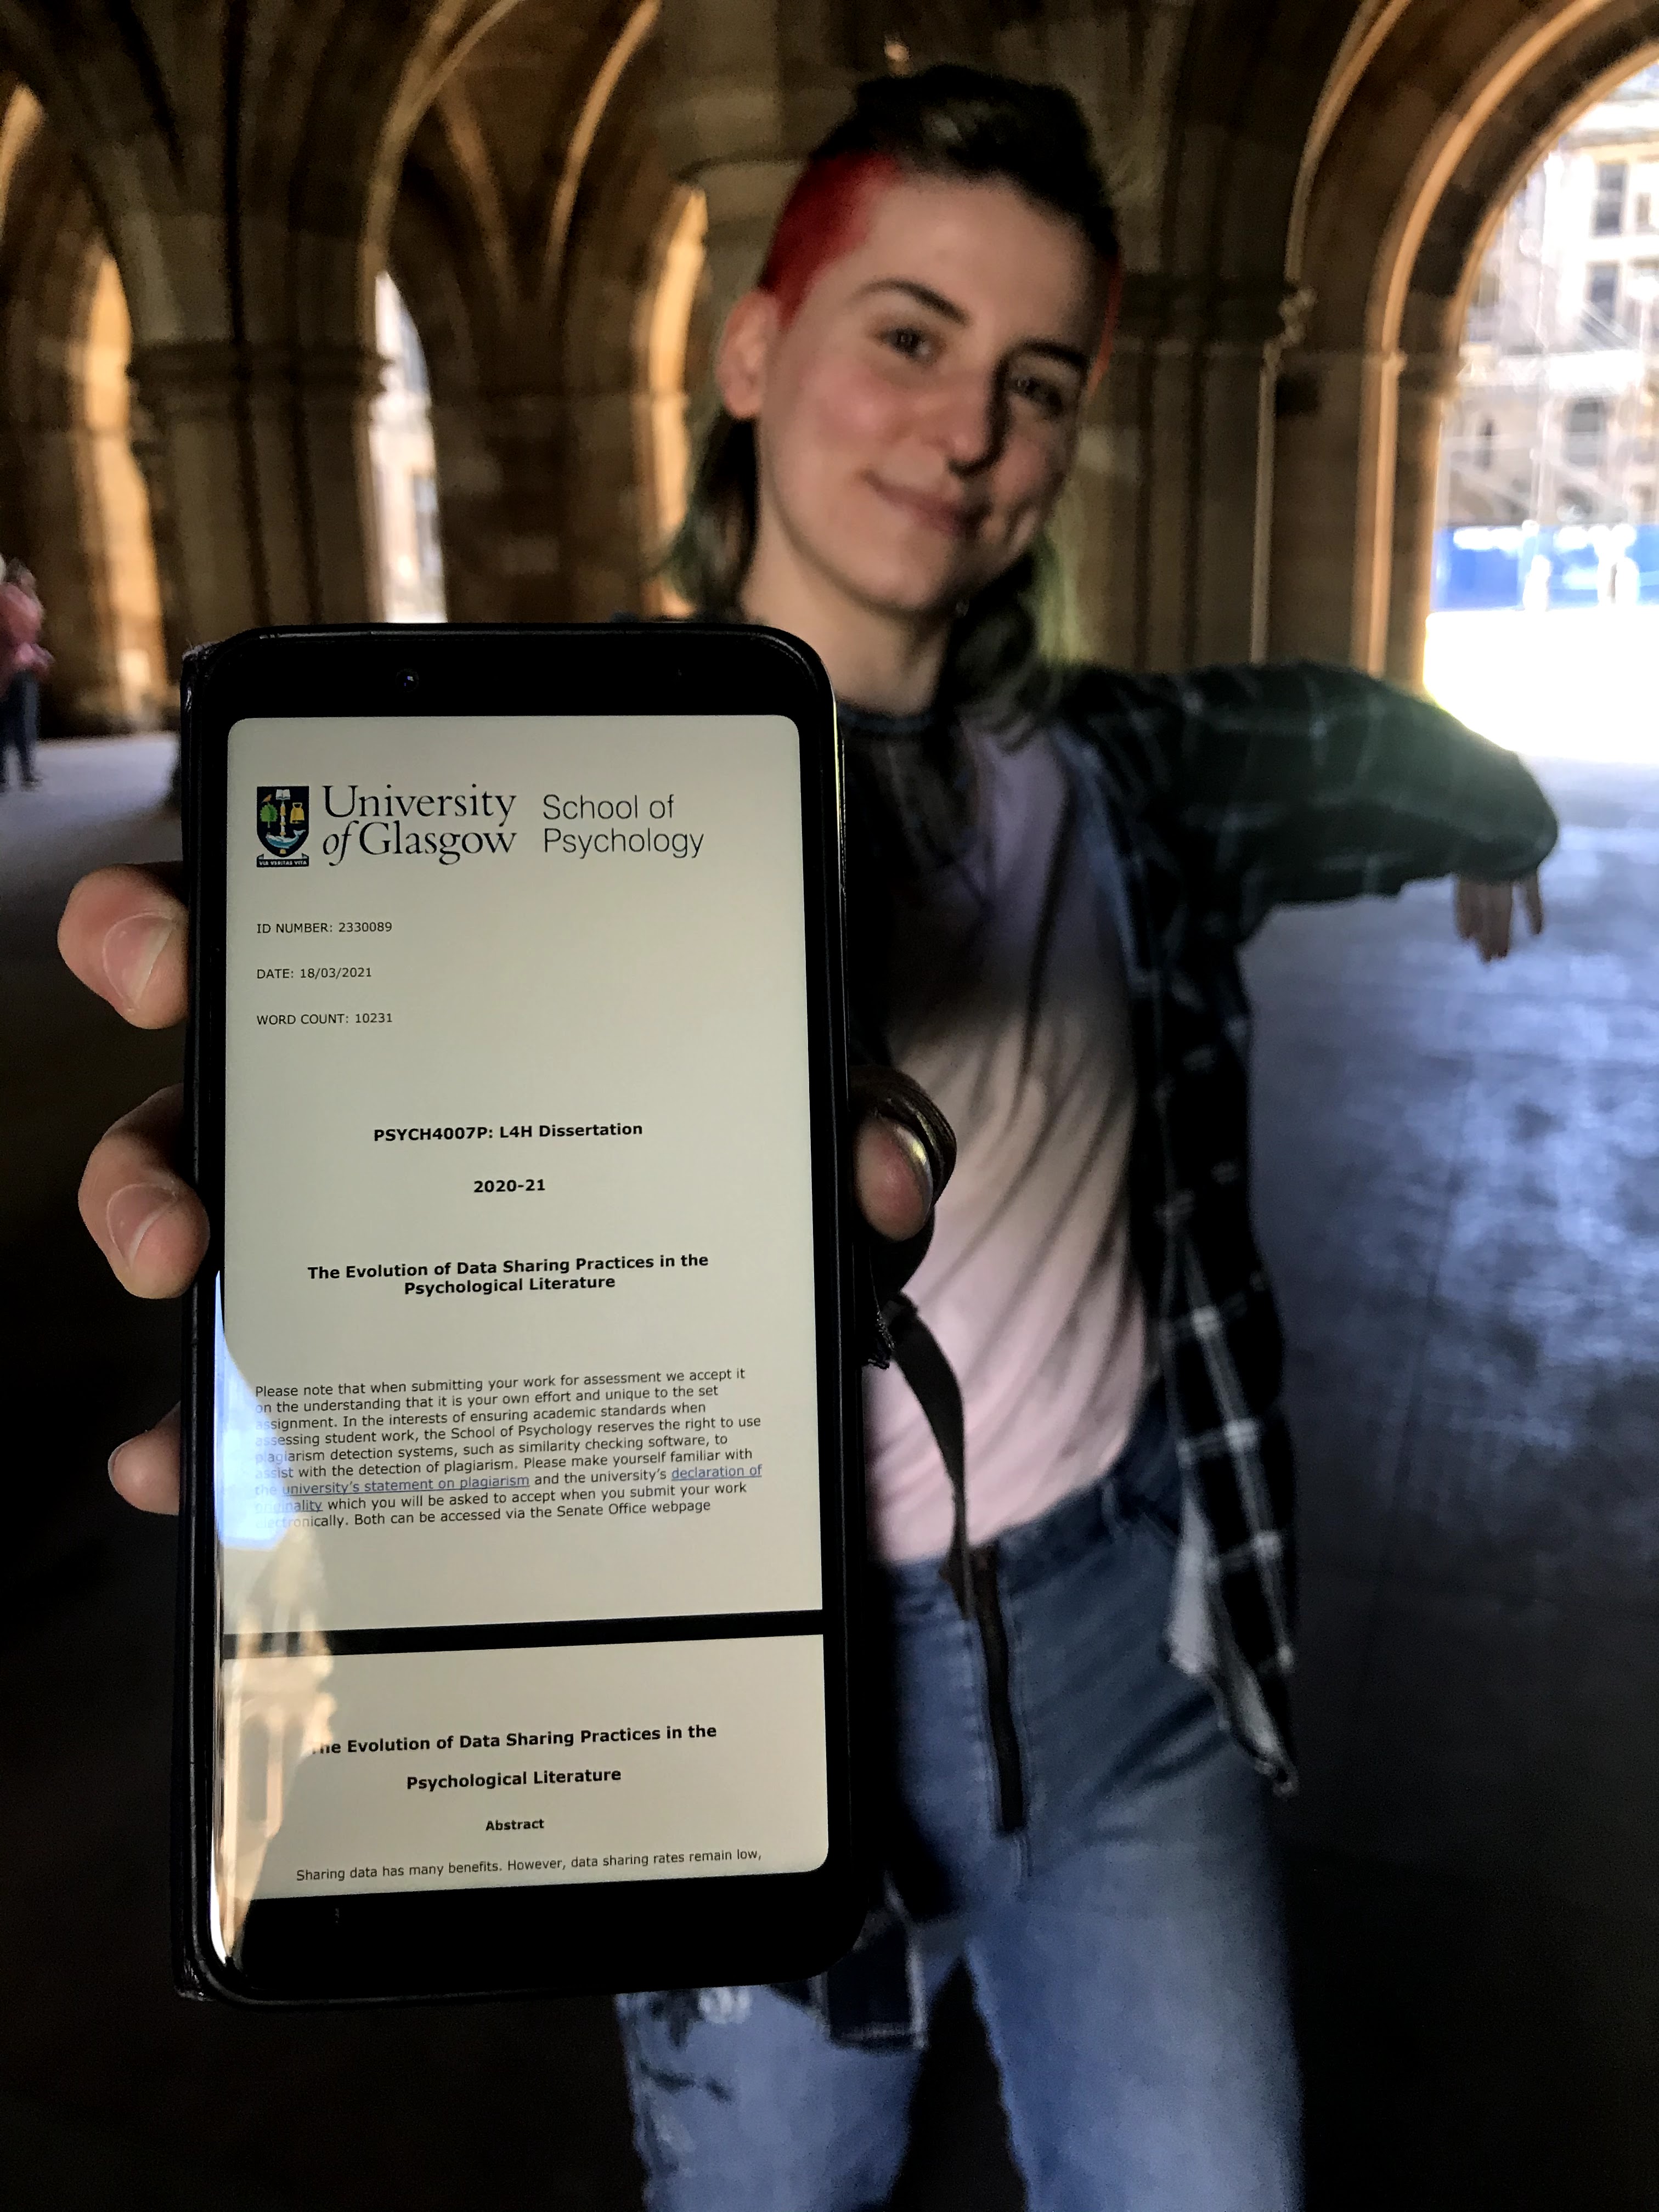 University
of Glasgow
School of
Psychology
VIA VERITAS VITA
ID NUMBER: 2330089
DATE: 18/03/2021
WORD COUNT: 10231
PSYCH4007P: L4H Dissertation
2020-21
The Evolution of Data Sharing Practices in the
Psychological Literature
Please note that when submitting your work for assessment we accept it
on the understanding that it is your own effort and unique to the set
assignment. In the interests of ensuring academic standards when
assessing student work, the School of Psychology reserves the right to use
plagiarism detection systems, such as similarity checking software, to
assist with the detection of plagiarism. Please make yourself familiar with
the university's statement on plagiarism and the university's declaration of
originality which you will be asked to accept when you submit your work
electronically. Both can be accessed via the Senate Office webpage
The Evolution of Data Sharing Practices in the
Psychological Literature
Abstract
Sharing data has many benefits. However, data sharing rates remain low,